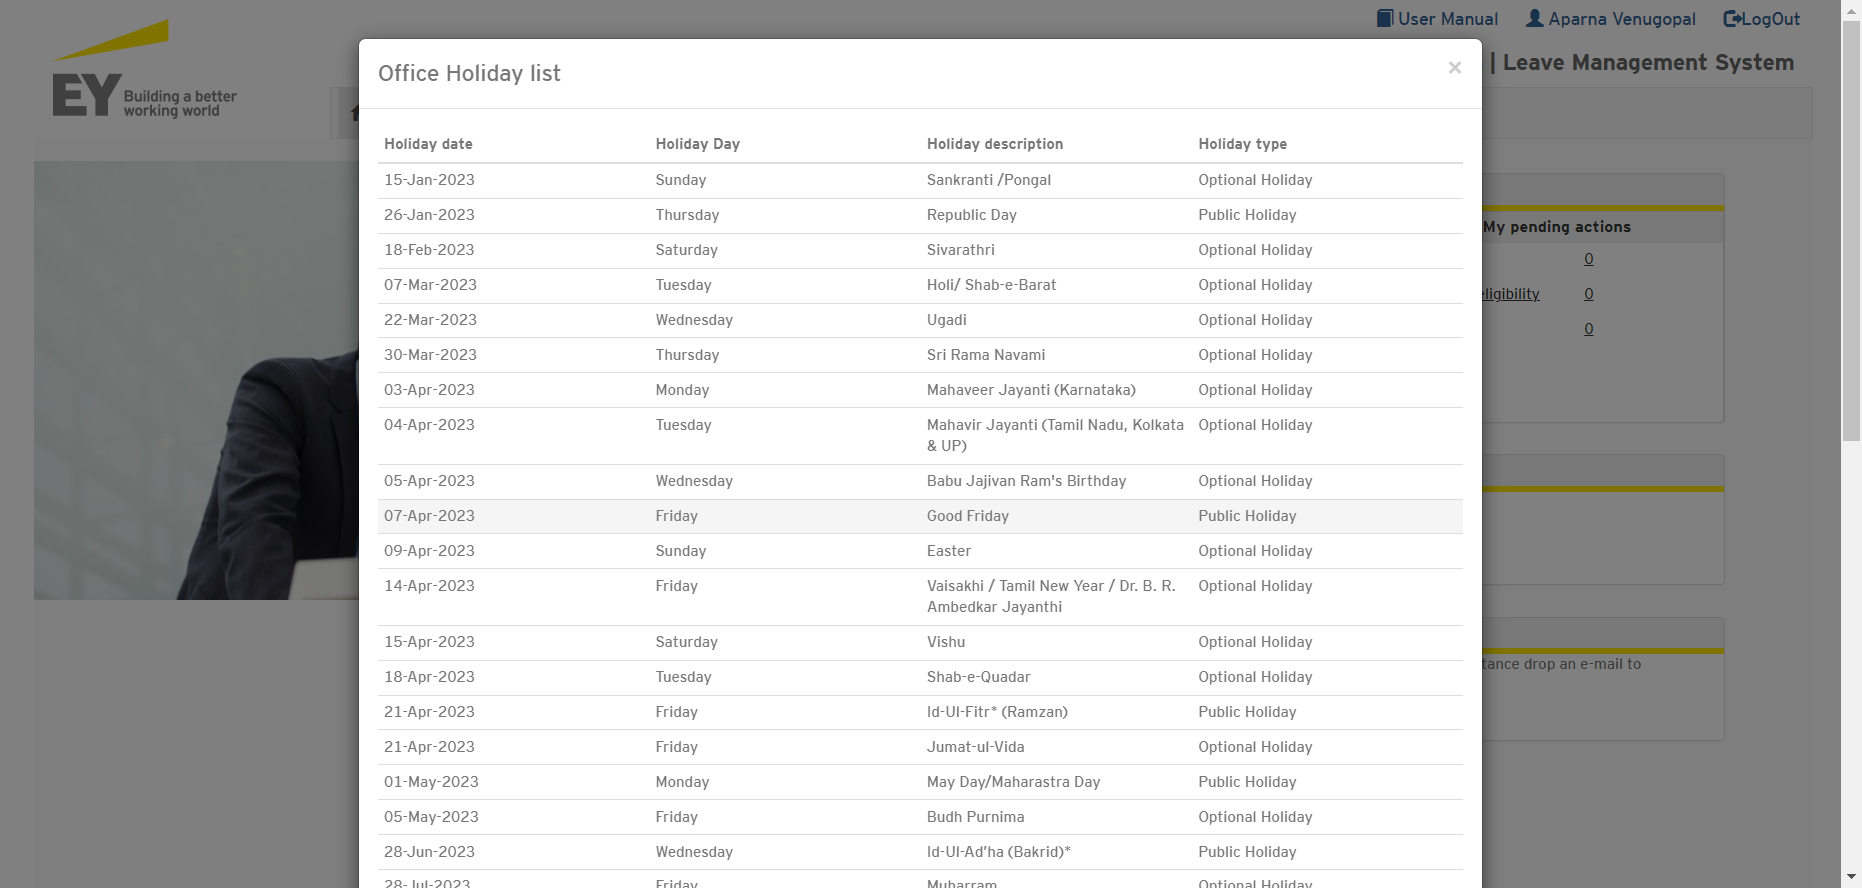 User Manual Aparna Venugopal LogOut
EY Building a better
working world
| Leave Management System
Office Holiday list ×
Holiday date Holiday Day Holiday description Holiday type
15-Jan-2023 Sunday Sankranti /Pongal Optional Holiday
26-Jan-2023 Thursday Republic Day Public Holiday
18-Feb-2023 Saturday Sivarathri Optional Holiday
07-Mar-2023 Tuesday Holi/ Shab-e-Barat Optional Holiday
22-Mar-2023 Wednesday Ugadi Optional Holiday
30-Mar-2023 Thursday Sri Rama Navami Optional Holiday
03-Apr-2023 Monday Mahaveer Jayanti (Karnataka) Optional Holiday
04-Apr-2023 Tuesday Mahavir Jayanti (Tamil Nadu, Kolkata Optional Holiday
& UP)
05-Apr-2023 Wednesday Babu Jajivan Ram's Birthday Optional Holiday
07-Apr-2023 Friday Good Friday Public Holiday
09-Apr-2023 Sunday Easter Optional Holiday
14-Apr-2023 Friday Vaisakhi / Tamil New Year / Dr. B. R. Optional Holiday
Ambedkar Jayanthi
15-Apr-2023 Saturday Vishu Optional Holiday
18-Apr-2023 Tuesday Shab-e-Quadar Optional Holiday
21-Apr-2023 Friday Id-Ul-Fitr* (Ramzan) Public Holiday
21-Apr-2023 Friday Jumat-ul-Vida Optional Holiday
01-May-2023 Monday May Day/Maharastra Day Public Holiday
05-May-2023 Friday Budh Purnima Optional Holiday
28-Jun-2023 Wednesday Id-Ul-Ad’ha (Bakrid)* Public Holiday
28-Jul-2023 Friday Muharram Optional Holiday
My pending actions
0
eligibility 0
0
tance drop an e-mail to